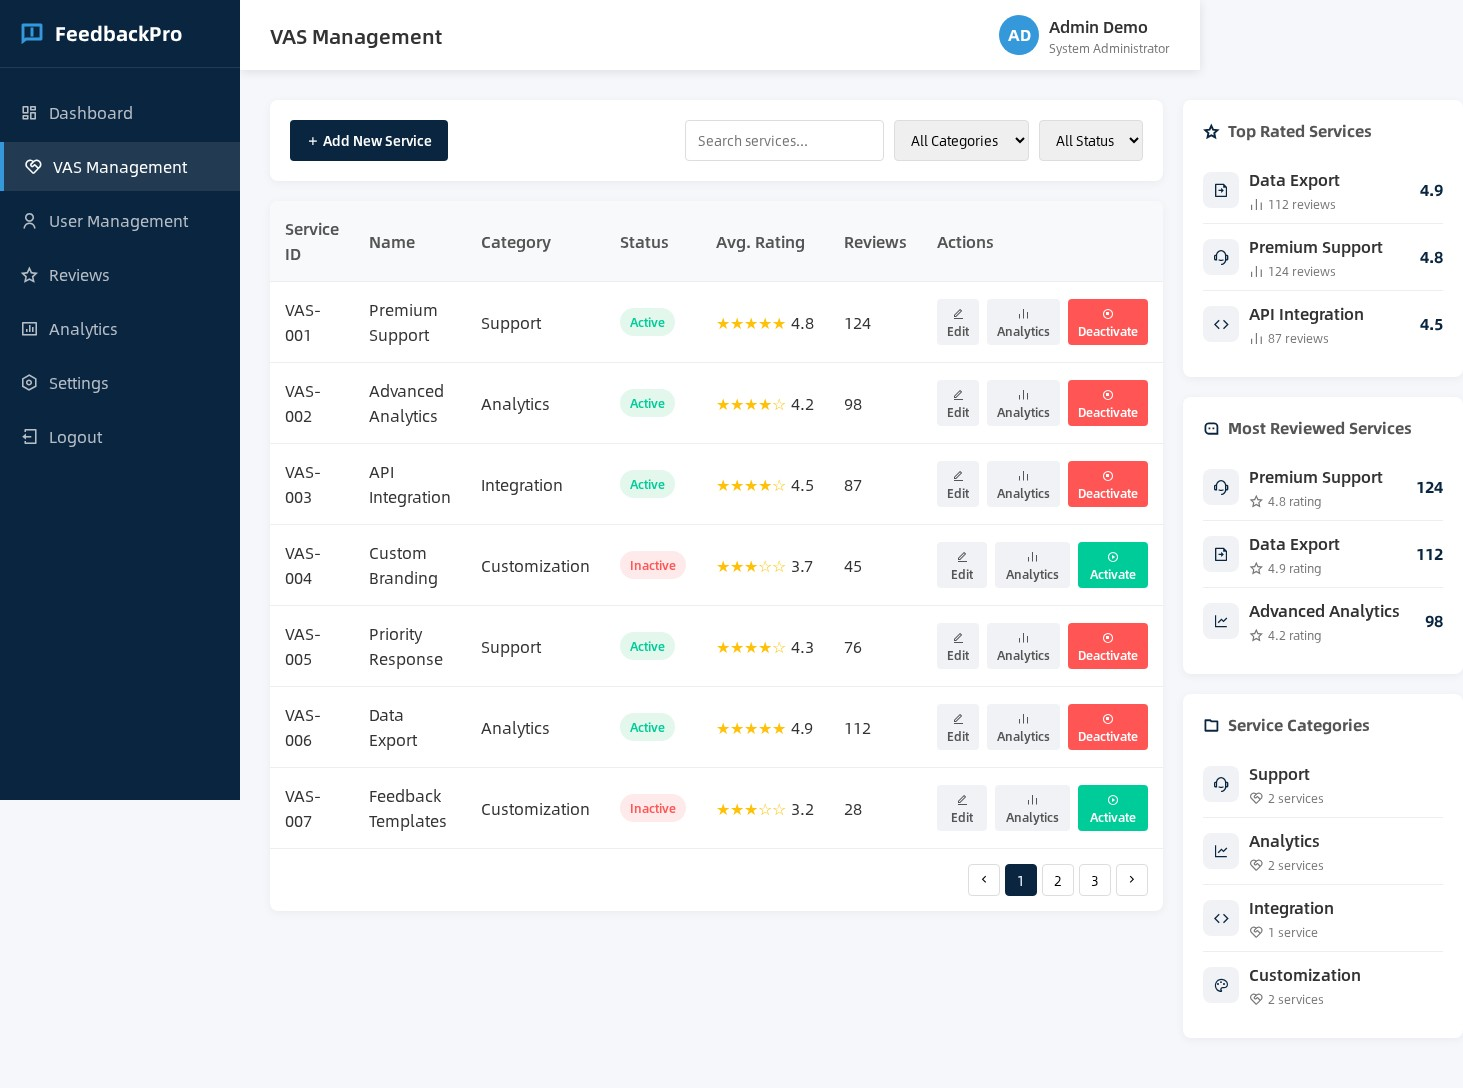 FeedbackPro
Dashboard
VAS Management
User Management
Reviews
Analytics
Settings
Logout
VAS Management
AD
Admin Demo
System Administrator
+ Add New Service
Search services...
All Categories
All Status
Service ID Name Category Status Avg. Rating Reviews Actions
VAS-001 Premium Support Support Active ★★★★★ 4.8 124 Edit Analytics Deactivate
VAS-002 Advanced Analytics Analytics Active ★★★★☆ 4.2 98 Edit Analytics Deactivate
VAS-003 API Integration Integration Active ★★★★☆ 4.5 87 Edit Analytics Deactivate
VAS-004 Custom Branding Customization Inactive ★★★☆☆ 3.7 45 Edit Analytics Activate
VAS-005 Priority Response Support Active ★★★★☆ 4.3 76 Edit Analytics Deactivate
VAS-006 Data Export Analytics Active ★★★★★ 4.9 112 Edit Analytics Deactivate
VAS-007 Feedback Templates Customization Inactive ★★★☆☆ 3.2 28 Edit Analytics Activate
‹ 1 2 3 ›
Top Rated Services
Data Export
112 reviews
4.9
Premium Support
124 reviews
4.8
API Integration
87 reviews
4.5
Most Reviewed Services
Premium Support
4.8 rating
124
Data Export
4.9 rating
112
Advanced Analytics
4.2 rating
98
Service Categories
Support
2 services
Analytics
2 services
Integration
1 service
Customization
2 services